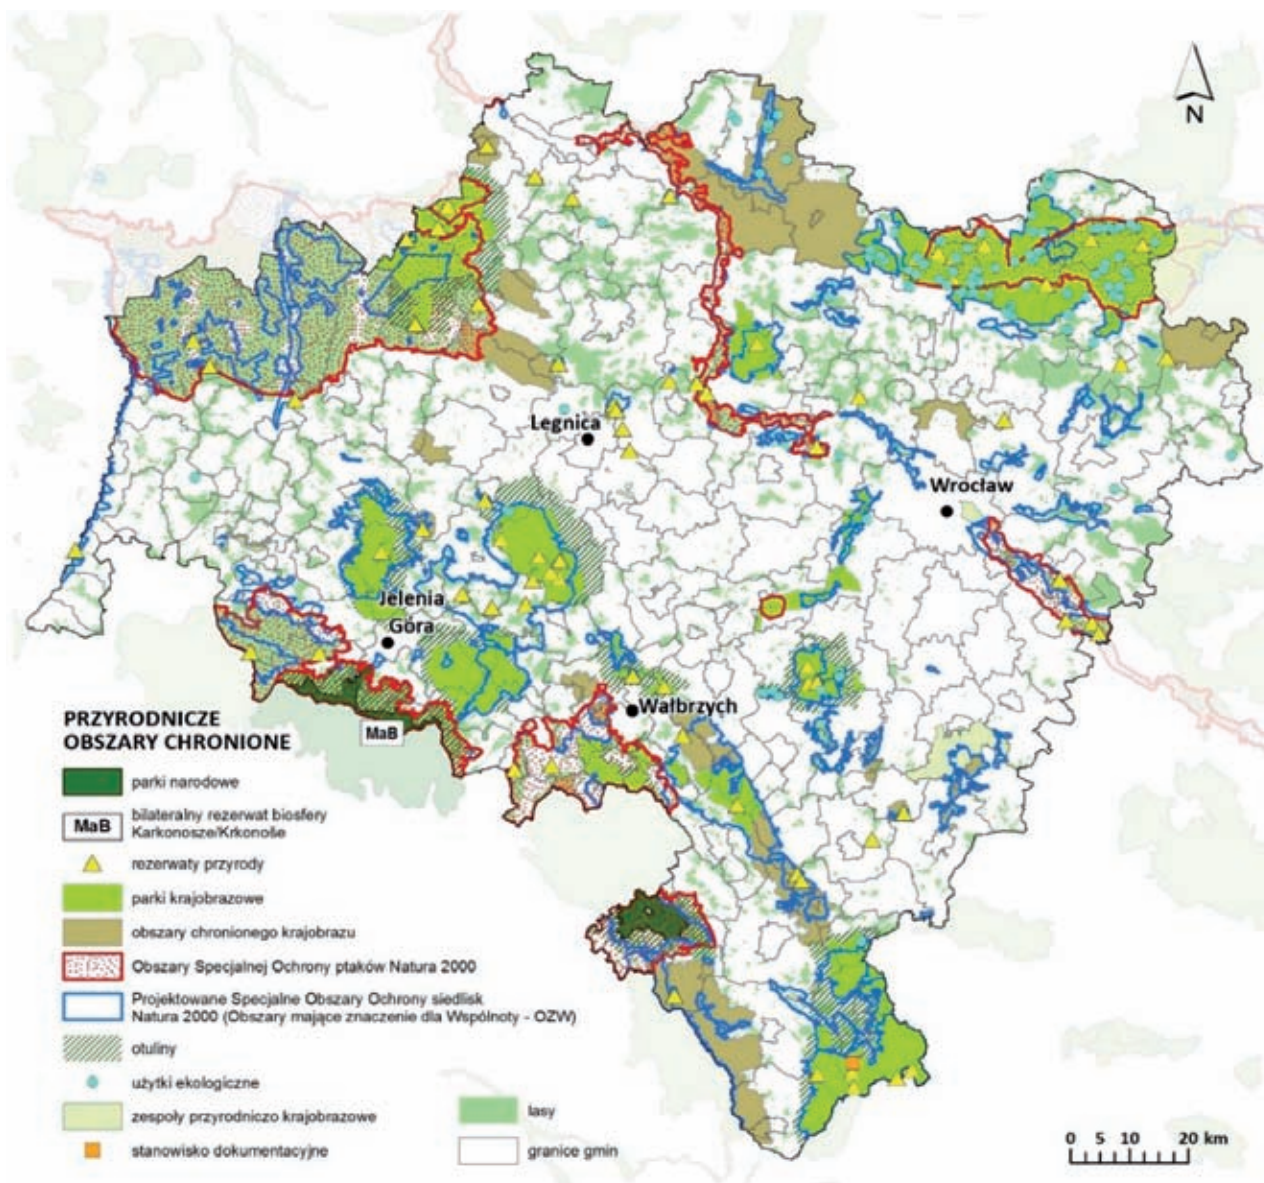 N
Legnica
Wrocław
Jelenia
Góra
Wałbrzych
MaB
PRZYRODNICZE
OBSZARY CHRONIONE
parki narodowe
MaB
bilateralny rezerwat biosfery
Karkonosze/Krkonoše
rezerwaty przyrody
parki krajobrazowe
obszary chronionego krajobrazu
Obszary Specjalnej Ochrony ptaków Natura 2000
Projektowane Specjalne Obszary Ochrony siedlisk
Natura 2000 (Obszary mające znaczenie dla Wspólnoty - OZW)
otuliny
użytki ekologiczne
zespoły przyrodniczo krajobrazowe
stanowisko dokumentacyjne
lasy
granice gmin
0 5 10 20 km